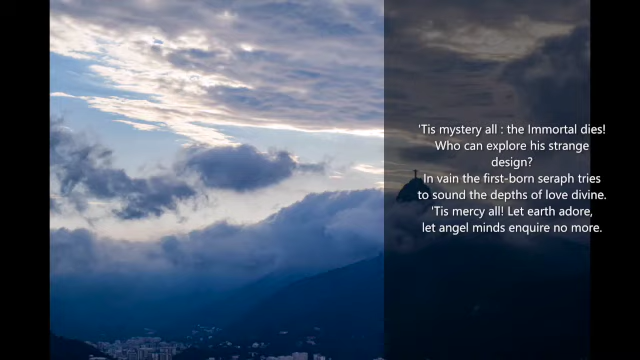 'Tis mystery all : the Immortal dies!
Who can explore his strange
design?
In vain the first-born seraph tries
to sound the depths of love divine.
'Tis mercy all! Let earth adore,
let angel minds enquire no more.